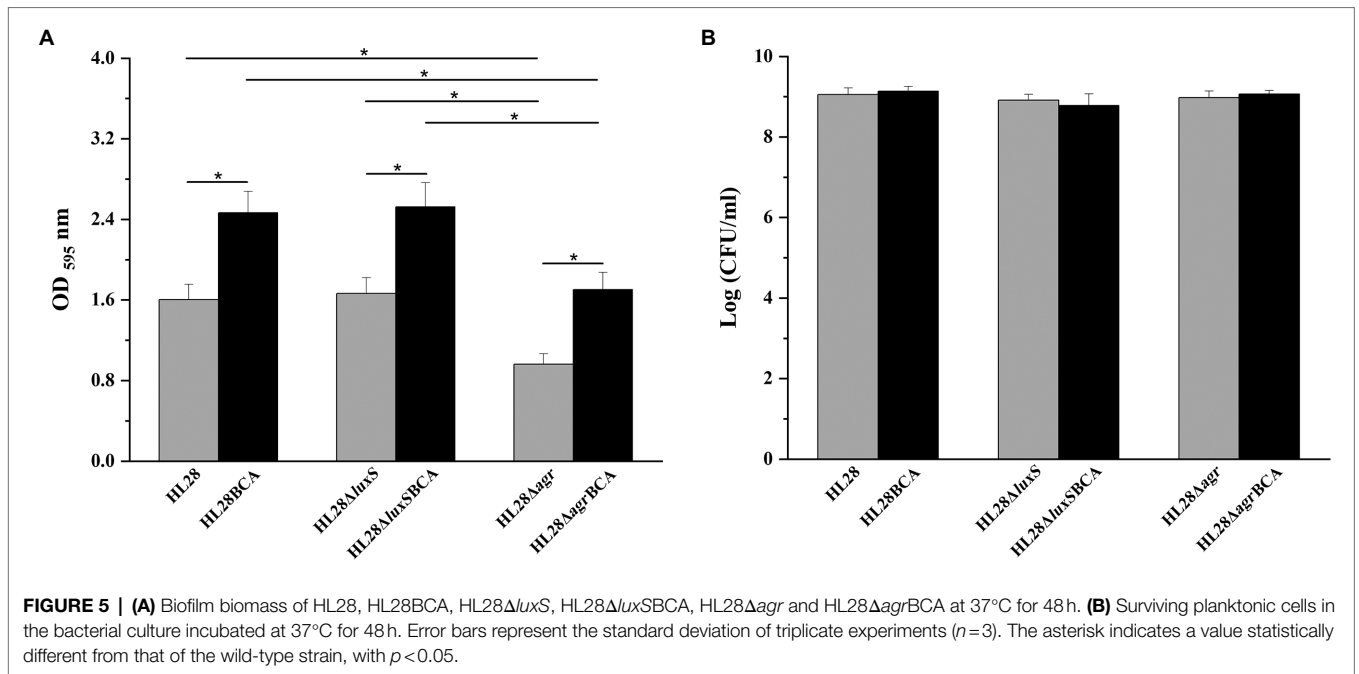 A
4.0
3.2
2.4
1.6
0.8
0.0
OD 595 nm
*
*
*
*
*
*
*
HL28
HL28BCA
HL28ΔluxS
HL28ΔluxSBCA
HL28Δagr
HL28ΔagrBCA
B
10
8
6
4
2
0
Log (CFU/ml)
HL28
HL28BCA
HL28ΔluxS
HL28ΔluxSBCA
HL28Δagr
HL28ΔagrBCA
FIGURE 5 | (A) Biofilm biomass of HL28, HL28BCA, HL28ΔluxS, HL28ΔluxSBCA, HL28Δagr and HL28ΔagrBCA at 37°C for 48 h. (B) Surviving planktonic cells in
the bacterial culture incubated at 37°C for 48 h. Error bars represent the standard deviation of triplicate experiments (n = 3). The asterisk indicates a value statistically
different from that of the wild-type strain, with p < 0.05.